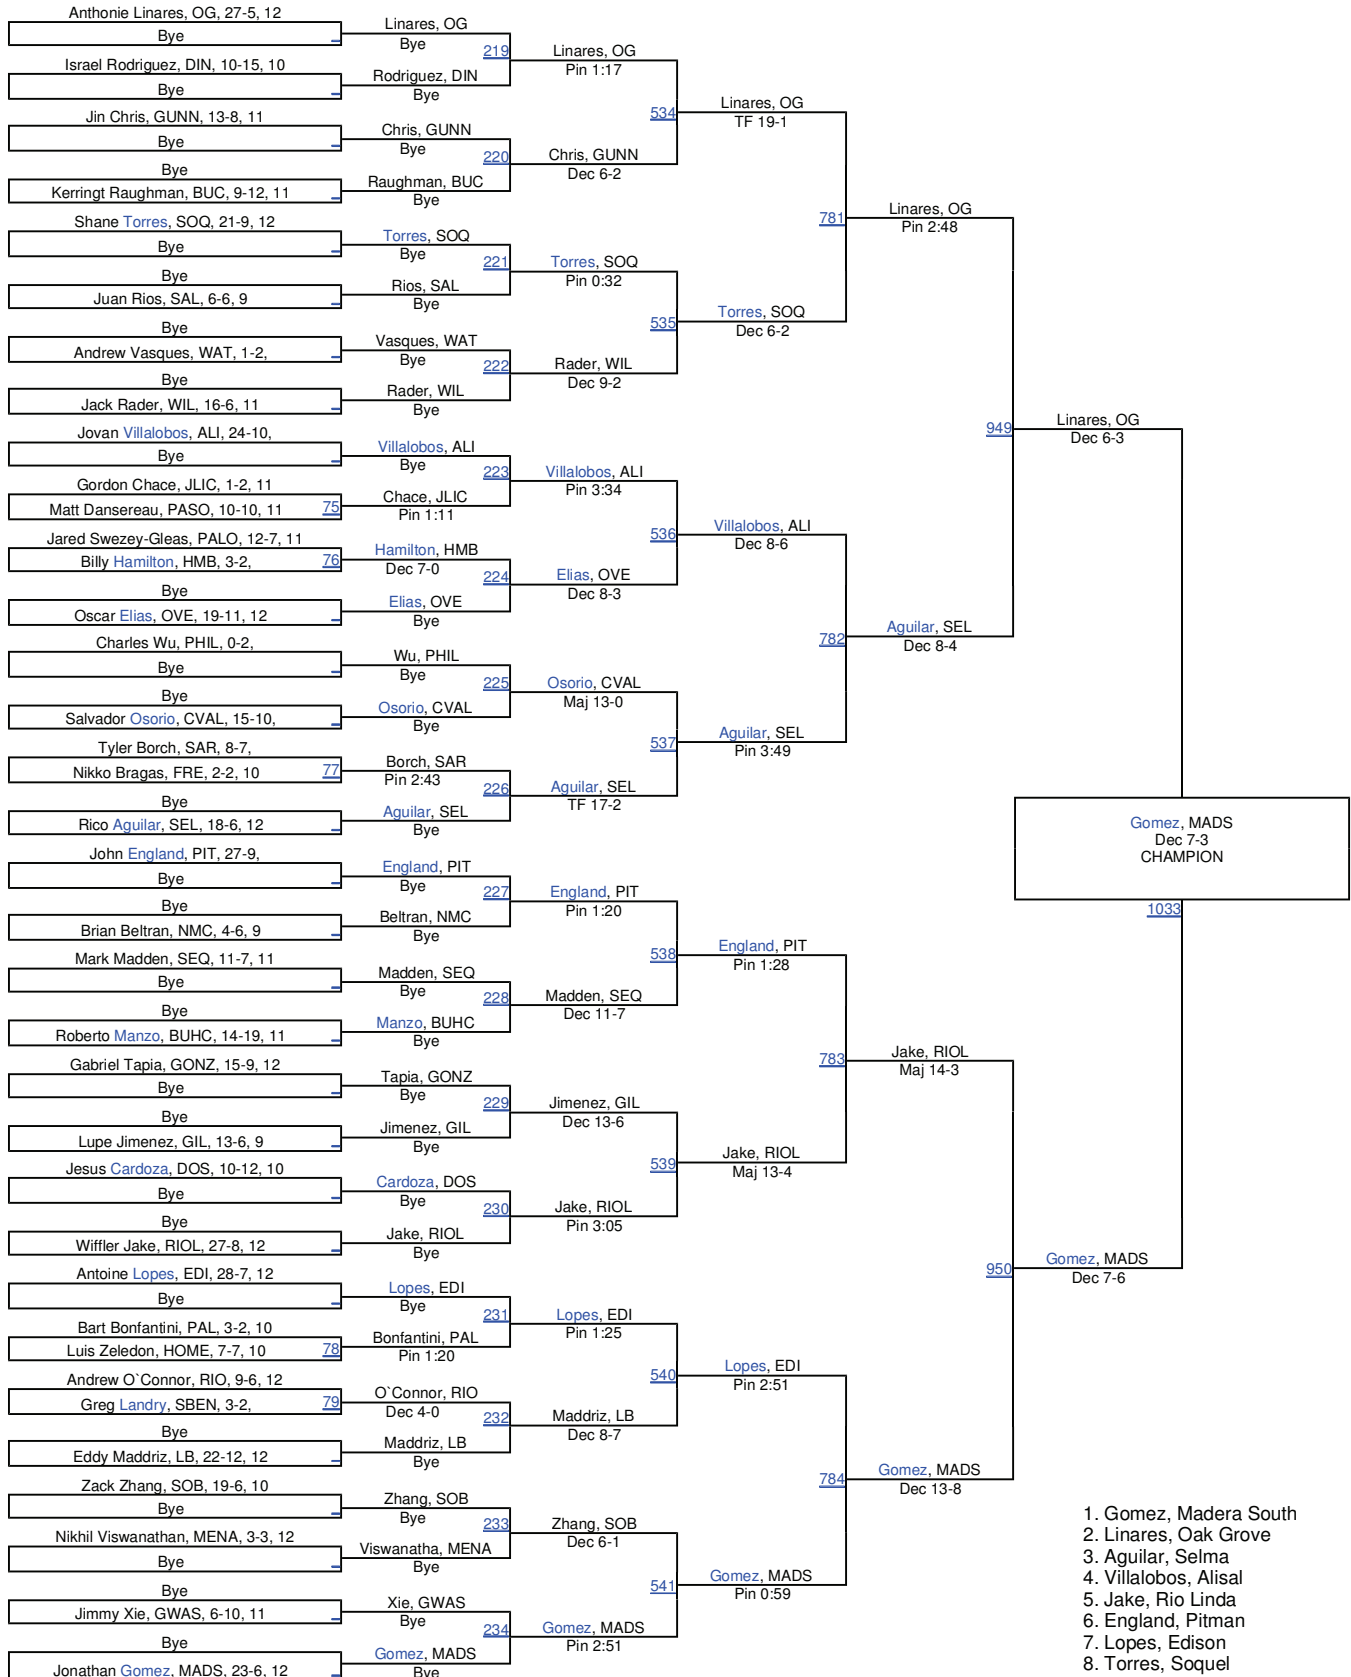 Anthonie Linares, OG, 27-5, 12
Bye
Israel Rodriguez, DIN, 10-15, 10
Bye
Jin Chris, GUNN, 13-8, 11
Bye
Bye
Kerringt Raughman, BUC, 9-12, 11
Shane Torres, SOQ, 21-9, 12
Bye
Bye
Juan Rios, SAL, 6-6, 9
Bye
Andrew Vasques, WAT, 1-2,
Bye
Jack Rader, WIL, 16-6, 11
Jovan Villalobos, ALI, 24-10,
Bye
Gordon Chace, JLIC, 1-2, 11
Matt Dansereau, PASO, 10-10, 11
75
Jared Swezey-Gleas, PALO, 12-7, 11
Billy Hamilton, HMB, 3-2,
76
Bye
Oscar Elias, OVE, 19-11, 12
Charles Wu, PHIL, 0-2,
Bye
Bye
Salvador Osorio, CVAL, 15-10,
Tyler Borch, SAR, 8-7,
Nikko Bragas, FRE, 2-2, 10
77
Bye
Rico Aguilar, SEL, 18-6, 12
John England, PIT, 27-9,
Bye
Bye
Brian Beltran, NMC, 4-6, 9
Mark Madden, SEQ, 11-7, 11
Bye
Bye
Roberto Manzo, BUHC, 14-19, 11
Gabriel Tapia, GONZ, 15-9, 12
Bye
Bye
Lupe Jimenez, GIL, 13-6, 9
Jesus Cardoza, DOS, 10-12, 10
Bye
Bye
Wiffler Jake, RIOL, 27-8, 12
Antoine Lopes, EDI, 28-7, 12
Bye
Bart Bonfantini, PAL, 3-2, 10
Luis Zeledon, HOME, 7-7, 10
78
Andrew O`Connor, RIO, 9-6, 12
Greg Landry, SBEN, 3-2,
79
Bye
Eddy Maddriz, LB, 22-12, 12
Zack Zhang, SOB, 19-6, 10
Bye
Nikhil Viswanathan, MENA, 3-3, 12
Bye
Bye
Jimmy Xie, GWAS, 6-10, 11
Bye
Jonathan Gomez, MADS, 23-6, 12
Linares, OG
Bye
219
Rodriguez, DIN
Bye
Chris, GUNN
Bye
220
Raughman, BUC
Bye
Torres, SOQ
Bye
221
Rios, SAL
Bye
Vasques, WAT
Bye
222
Rader, WIL
Bye
Villalobos, ALI
Bye
223
Chace, JLIC
Pin 1:11
Hamilton, HMB
Dec 7-0
224
Elias, OVE
Bye
Wu, PHIL
Bye
225
Osorio, CVAL
Bye
Borch, SAR
Pin 2:43
226
Aguilar, SEL
Bye
England, PIT
Bye
227
Beltran, NMC
Bye
Madden, SEQ
Bye
228
Manzo, BUHC
Bye
Tapia, GONZ
Bye
229
Jimenez, GIL
Bye
Cardoza, DOS
Bye
230
Jake, RIOL
Bye
Lopes, EDI
Bye
231
Bonfantini, PAL
Pin 1:20
O`Connor, RIO
Dec 4-0
232
Maddriz, LB
Bye
Zhang, SOB
Bye
233
Viswanatha, MENA
Bye
Xie, GWAS
Bye
234
Gomez, MADS
Bye
Linares, OG
Pin 1:17
534
Chris, GUNN
Dec 6-2
Torres, SOQ
Pin 0:32
535
Rader, WIL
Dec 9-2
Villalobos, ALI
Pin 3:34
536
Elias, OVE
Dec 8-3
Osorio, CVAL
Maj 13-0
537
Aguilar, SEL
TF 17-2
England, PIT
Pin 1:20
538
Madden, SEQ
Dec 11-7
Jimenez, GIL
Dec 13-6
539
Jake, RIOL
Pin 3:05
Lopes, EDI
Pin 1:25
540
Maddriz, LB
Dec 8-7
Zhang, SOB
Dec 6-1
541
Gomez, MADS
Pin 2:51
Linares, OG
TF 19-1
781
Torres, SOQ
Dec 6-2
Villalobos, ALI
Dec 8-6
782
Aguilar, SEL
Pin 3:49
England, PIT
Pin 1:28
783
Jake, RIOL
Maj 13-4
Lopes, EDI
Pin 2:51
784
Gomez, MADS
Pin 0:59
Linares, OG
Pin 2:48
949
Aguilar, SEL
Dec 8-4
Jake, RIOL
Maj 14-3
950
Gomez, MADS
Dec 13-8
Linares, OG
Dec 6-3
Gomez, MADS
Dec 7-6
Gomez, MADS
Dec 7-3
CHAMPION
1033
1. Gomez, Madera South
2. Linares, Oak Grove
3. Aguilar, Selma
4. Villalobos, Alisal
5. Jake, Rio Linda
6. England, Pitman
7. Lopes, Edison
8. Torres, Soquel